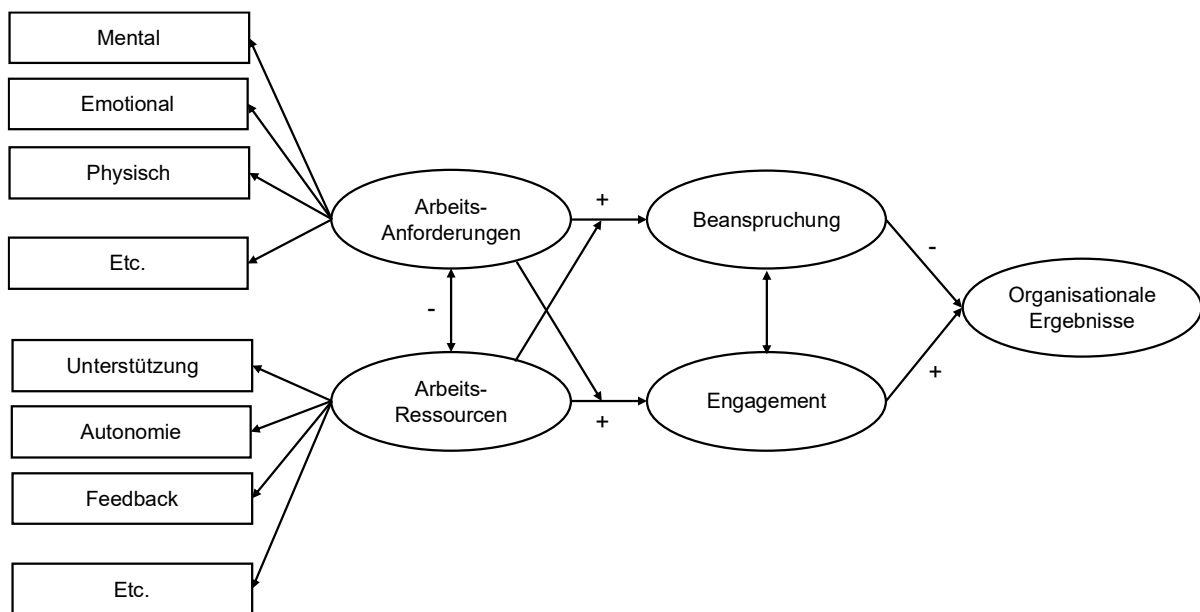 Mental
Emotional
Physisch
Etc.
Unterstützung
Autonomie
Feedback
Etc.
Arbeits-
Anforderungen
-
Arbeits-
Ressourcen
+
+
Beanspruchung
Engagement
-
+
Organisationale
Ergebnisse